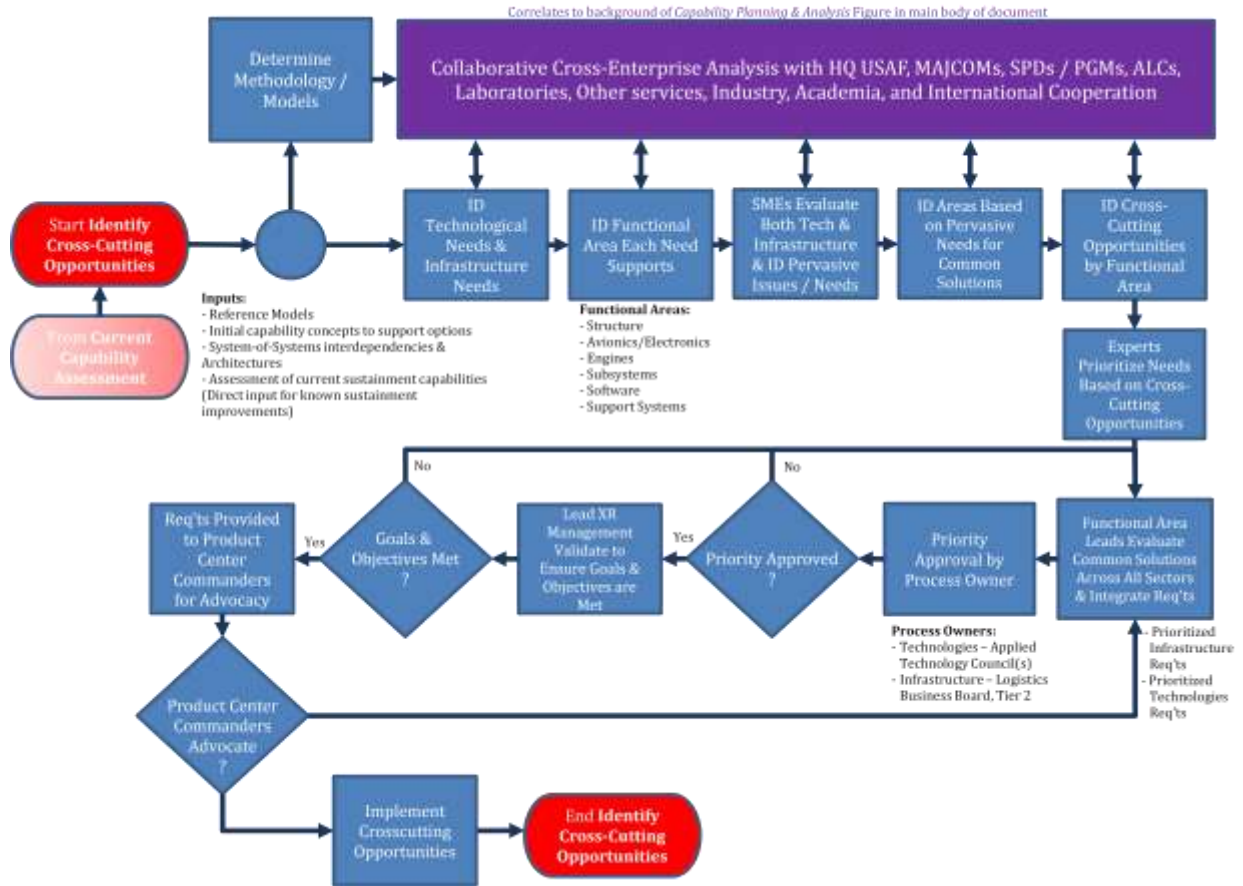 Correlates to background of Capability Planning & Analysis Figure in main body of document
Determine
Methodology /
Models
Collaborative Cross-Enterprise Analysis with HQ USAF, MAJCOMs, SPDs / PGMs, ALCs,
Laboratories, Other services, Industry, Academia, and International Cooperation
Start Identify
Cross-Cutting
Opportunities
From Current
Capability
Assessment
Inputs:
- Reference Models
- Initial capability concepts to support options
- System-of-Systems interdependencies &
Architectures
- Assessment of current sustainment capabilities
(Direct input for known sustainment
improvements)
ID
Technological
Needs &
Infrastructure
Needs
ID Functional
Area Each Need
Supports
Functional Areas:
- Structure
- Avionics/Electronics
- Engines
- Subsystems
- Software
- Support Systems
SMEs Evaluate
Both Tech &
Infrastructure
& ID Pervasive
Issues / Needs
ID Areas Based
on Pervasive
Needs for
Common
Solutions
ID Cross-
Cutting
Opportunities
by Functional
Area
Experts
Prioritize Needs
Based on Cross-
Cutting
Opportunities
Functional Area
Leads Evaluate
Common Solutions
Across All Sectors
& Integrate Req'ts
- Prioritized
Infrastructure
Req'ts
- Prioritized
Technologies
Req'ts
Priority
Approval by
Process Owner
Process Owners:
- Technologies – Applied
Technology Council(s)
- Infrastructure – Logistics
Business Board, Tier 2
No
Priority Approved
?
Yes
Lead XR
Management
Validate to
Ensure Goals &
Objectives are
Met
No
Goals &
Objectives Met
?
Yes
Req'ts Provided
to Product
Center
Commanders
for Advocacy
Product Center
Commanders
Advocate
?
Implement
Crosscutting
Opportunities
End Identify
Cross-Cutting
Opportunities